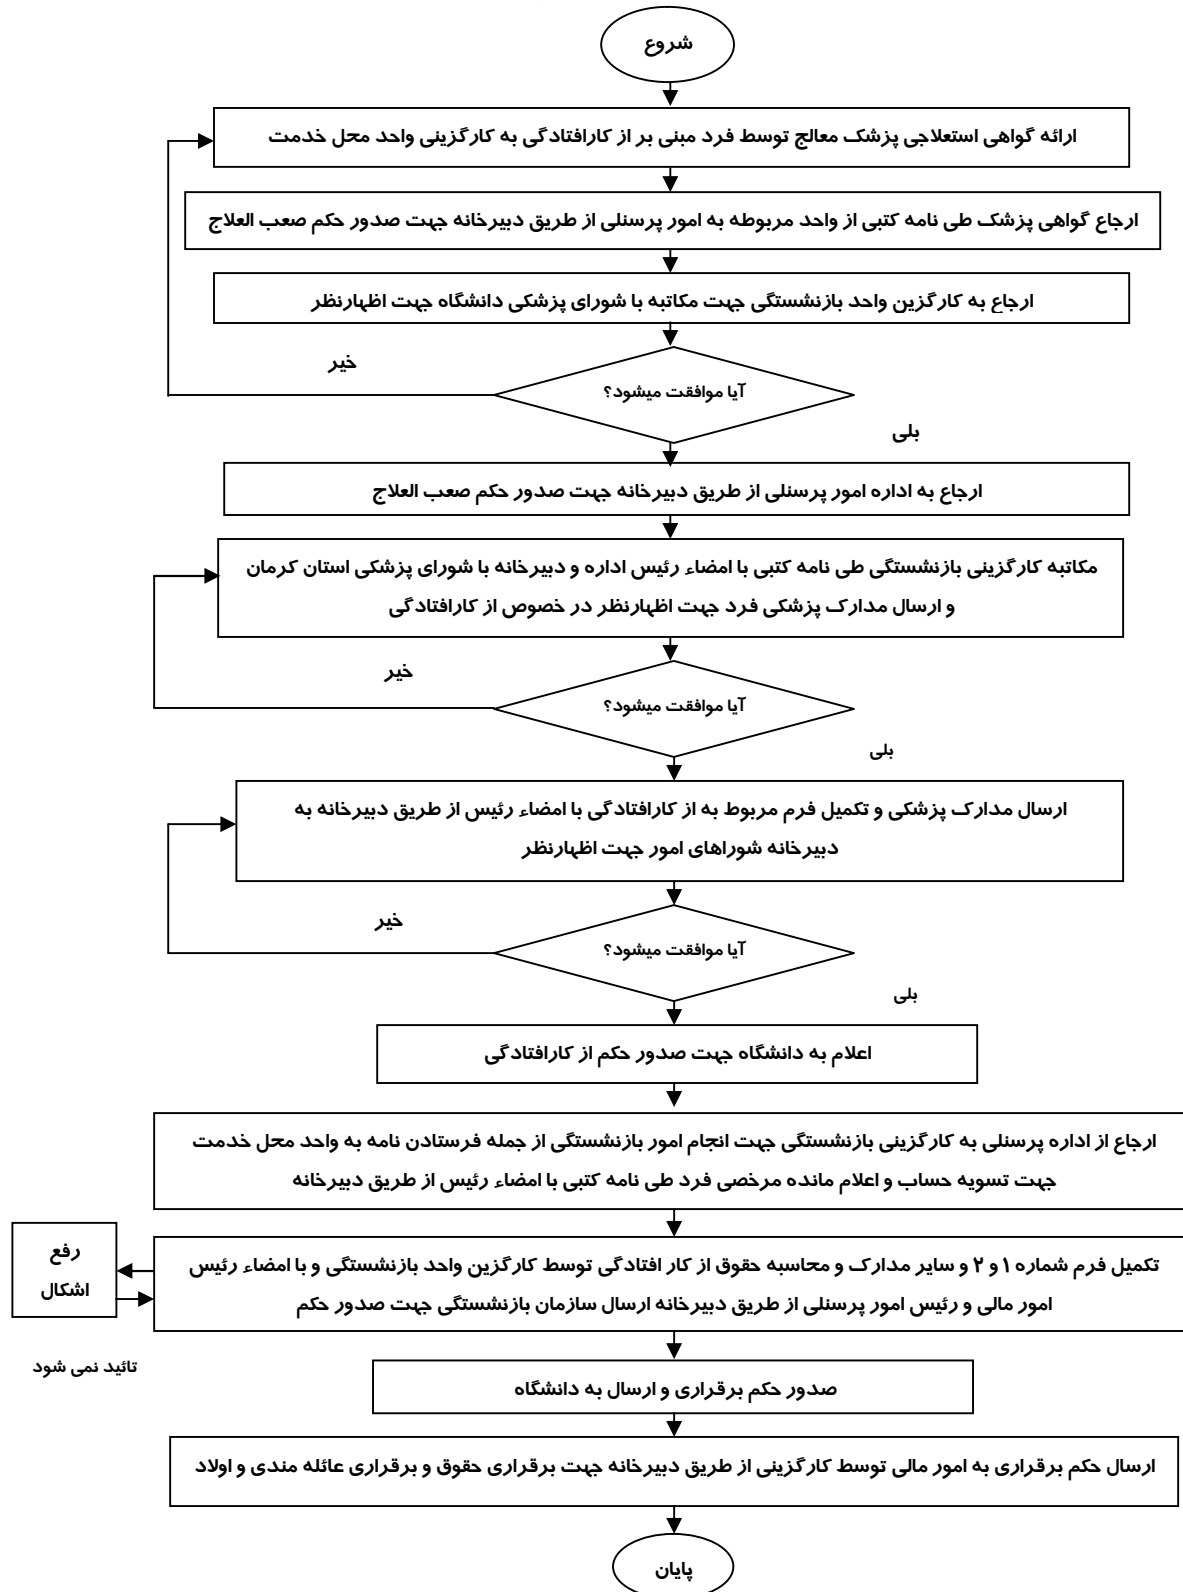 شروع
ارائه گواهی استعلاجی پزشک معالج توسط فرد مبنی بر از کارافتادگی به کارگزینی واحد محل خدمت
ارجاع گواهی پزشک طی نامه کتبی از واحد مربوطه به امور پرسنلی از طریق دبیرخانه جهت صدور حکم صعب العلاج
ارجاع به کارگزین واحد بازنشستگی جهت مکاتبه با شورای پزشکی دانشگاه جهت اظهارنظر
خیر
آیا موافقت میشود؟
بلی
ارجاع به اداره امور پرسنلی از طریق دبیرخانه جهت صدور حکم صعب العلاج
مکاتبه کارگزینی بازنشستگی طی نامه کتبی با امضاء رئیس اداره و دبیرخانه با شورای پزشکی استان کرمان
و ارسال مدارک پزشکی فرد جهت اظهارنظر در خصوص از کارافتادگی
خیر
آیا موافقت میشود؟
بلی
ارسال مدارک پزشکی و تکمیل فرم مربوط به از کارافتادگی با امضاء رئیس از طریق دبیرخانه به
دبیرخانه شوراهای امور جهت اظهارنظر
خیر
آیا موافقت میشود؟
بلی
اعلام به دانشگاه جهت صدور حکم از کارافتادگی
ارجاع از اداره پرسنلی به کارگزینی بازنشستگی جهت انجام امور بازنشستگی از جمله فرستادن نامه به واحد محل خدمت
جهت تسویه حساب و اعلام مانده مرخصی فرد طی نامه کتبی با امضاء رئیس از طریق دبیرخانه
رفع
اشکال
تکمیل فرم شماره ۱ و ۲ و سایر مدارک و محاسبه حقوق از کار افتادگی توسط کارگزین واحد بازنشستگی و با امضاء رئیس
امور مالی و رئیس امور پرسنلی از طریق دبیرخانه ارسال سازمان بازنشستگی جهت صدور حکم
تائید نمی شود
صدور حکم برقراری و ارسال به دانشگاه
ارسال حکم برقراری به امور مالی توسط کارگزینی از طریق دبیرخانه جهت برقراری حقوق و برقراری عائله مندی و اولاد
پایان